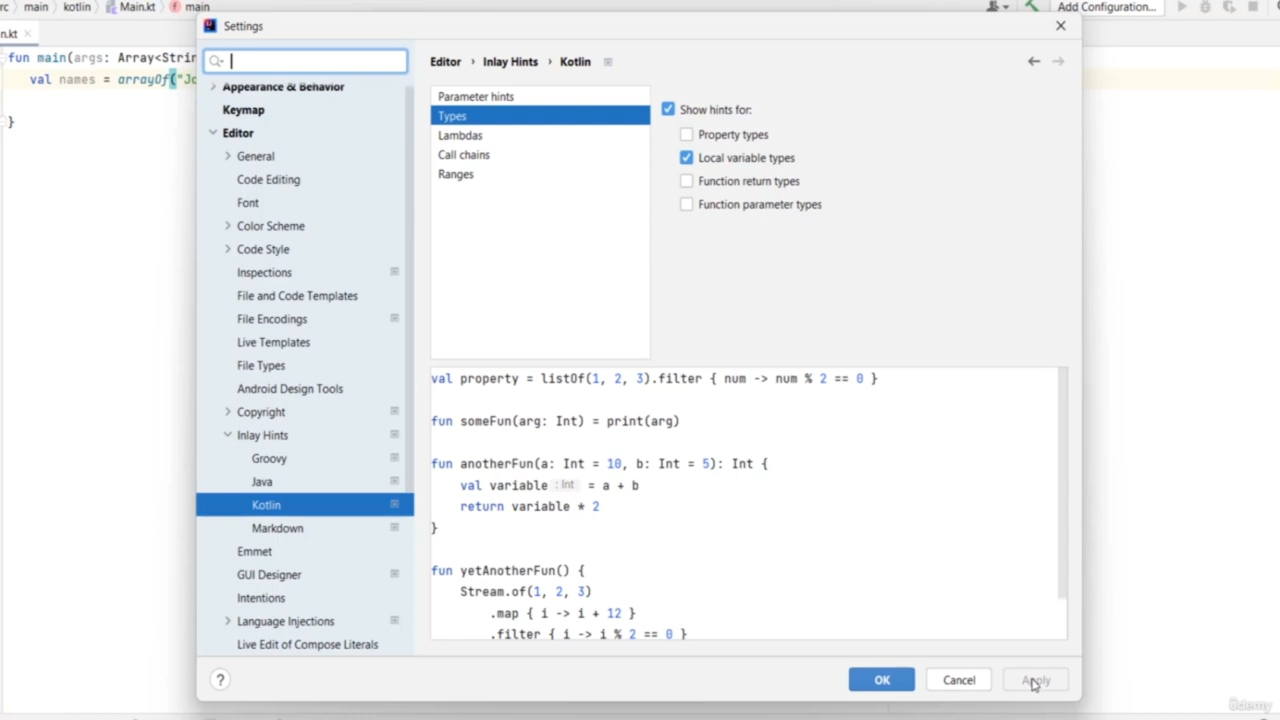 rc main kotlin Main.kt main
Add Configuration...
n.kt
fun main(args: Array<Strin
val names = arrayOf("Jo
}
Settings
Appearance & Behavior
Keymap
Editor
General
Code Editing
Font
Color Scheme
Code Style
Inspections
File and Code Templates
File Encodings
Live Templates
File Types
Android Design Tools
Copyright
Inlay Hints
Groovy
Java
Kotlin
Markdown
Emmet
GUI Designer
Intentions
Language Injections
Live Edit of Compose Literals
Editor › Inlay Hints › Kotlin
Parameter hints
Types
Lambdas
Call chains
Ranges
Show hints for:
Property types
Local variable types
Function return types
Function parameter types
val property = listOf(1, 2, 3).filter { num -> num % 2 == 0 }
fun someFun(arg: Int) = print(arg)
fun anotherFun(a: Int = 10, b: Int = 5): Int {
val variable : Int = a + b
return variable * 2
}
fun yetAnotherFun() {
Stream.of(1, 2, 3)
.map { i -> i + 12 }
.filter { i -> i % 2 == 0 }
?
OK Cancel Apply
ûdemy